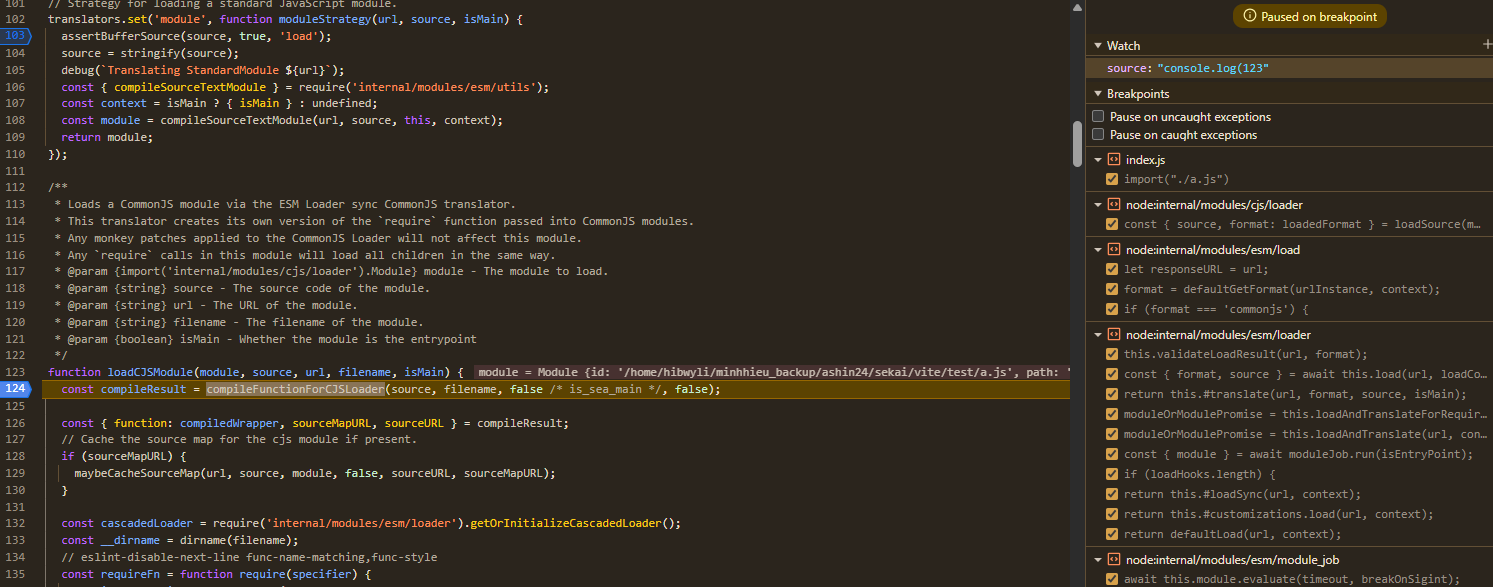 101 // Strategy for loading a standard JavaScript module.
102 translators.set('module', function moduleStrategy(url, source, isMain) {
103 assertBufferSource(source, true, 'load');
104 source = stringify(source);
105 debug(`Translating StandardModule ${url}`);
106 const { compileSourceTextModule } = require('internal/modules/esm/utils');
107 const context = isMain ? { isMain } : undefined;
108 const module = compileSourceTextModule(url, source, this, context);
109 return module;
110 });
111
112 /**
113 * Loads a CommonJS module via the ESM Loader sync CommonJS translator.
114 * This translator creates its own version of the `require` function passed into CommonJS modules.
115 * Any monkey patches applied to the CommonJS Loader will not affect this module.
116 * Any `require` calls in this module will load all children in the same way.
117 * @param {import('internal/modules/cjs/loader').Module} module - The module to load.
118 * @param {string} source - The source code of the module.
119 * @param {string} url - The URL of the module.
120 * @param {string} filename - The filename of the module.
121 * @param {boolean} isMain - Whether the module is the entrypoint
122 */
123 function loadCJSModule(module, source, url, filename, isMain) { module = Module {id: '/home/hibwyli/minhhieu_backup/ashin24/sekai/vite/test/a.js', path: '
124 const compileResult = compileFunctionForCJSLoader(source, filename, false /* is_sea_main */, false);
125
126 const { function: compiledWrapper, sourceMapURL, sourceURL } = compileResult;
127 // Cache the source map for the cjs module if present.
128 if (sourceMapURL) {
129 maybeCacheSourceMap(url, source, module, false, sourceURL, sourceMapURL);
130 }
131
132 const cascadedLoader = require('internal/modules/esm/loader').getOrInitializeCascadedLoader();
133 const __dirname = dirname(filename);
134 // eslint-disable-next-line func-name-matching,func-style
135 const requireFn = function require(specifier) {
Paused on breakpoint
Watch
source: "console.log(123"
Breakpoints
Pause on uncaught exceptions
Pause on caught exceptions
index.js
import("./a.js")
node:internal/modules/cjs/loader
const { source, format: loadedFormat } = loadSource(m…
node:internal/modules/esm/load
let responseURL = url;
format = defaultGetFormat(urlInstance, context);
if (format === 'commonjs') {
node:internal/modules/esm/loader
this.validateLoadResult(url, format);
const { format, source } = await this.load(url, loadCo…
return this.#translate(url, format, source, isMain);
moduleOrModulePromise = this.loadAndTranslateForRequir…
moduleOrModulePromise = this.loadAndTranslate(url, con…
const { module } = await moduleJob.run(isEntryPoint);
if (loadHooks.length) {
return this.#loadSync(url, context);
return this.#customizations.load(url, context);
return defaultLoad(url, context);
node:internal/modules/esm/module_job
await this.module.evaluate(timeout, breakOnSigint);